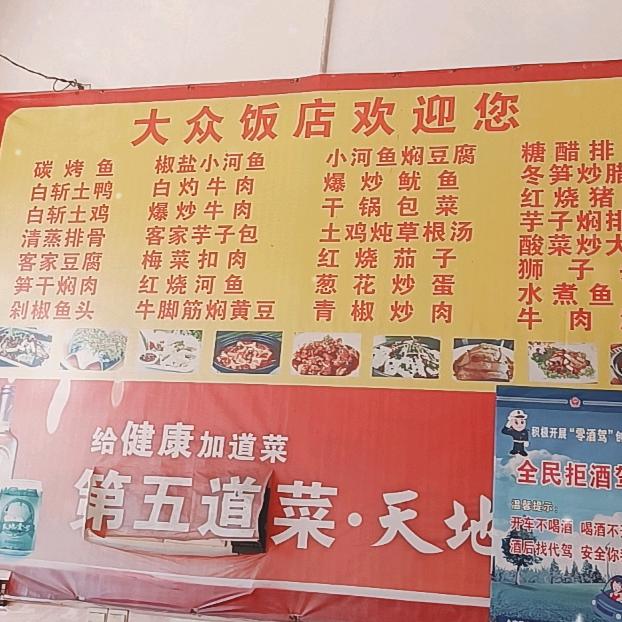 大众饭店欢迎您
碳烤鱼
白斩土鸭
白斩土鸡
清蒸排骨
客家豆腐
笋干焖肉
剁椒鱼头
椒盐小河鱼
白灼牛肉
爆炒牛肉
客家芋子包
梅菜扣肉
红烧河鱼
牛脚筋焖黄豆
小河鱼焖豆腐
爆炒鱿鱼
干锅包菜
土鸡炖草根汤
红烧茄子
葱花炒蛋
青椒炒肉
糖醋排
冬笋炒腊
红烧猪
芋子焖排
酸菜炒大
狮子
水煮鱼
牛肉
给健康加道菜
第五道菜·天地
积极开展“零酒驾”创
全民拒酒驾
温馨提示:
开车不喝酒 喝酒不开
酒后找代驾 安全你